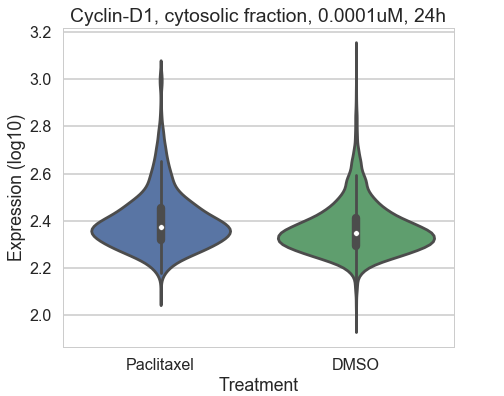 Cyclin-D1, cytosolic fraction, 0.0001uM, 24h
Expression (log10)
3.2
3.0
2.8
2.6
2.4
2.2
2.0
Paclitaxel
DMSO
Treatment